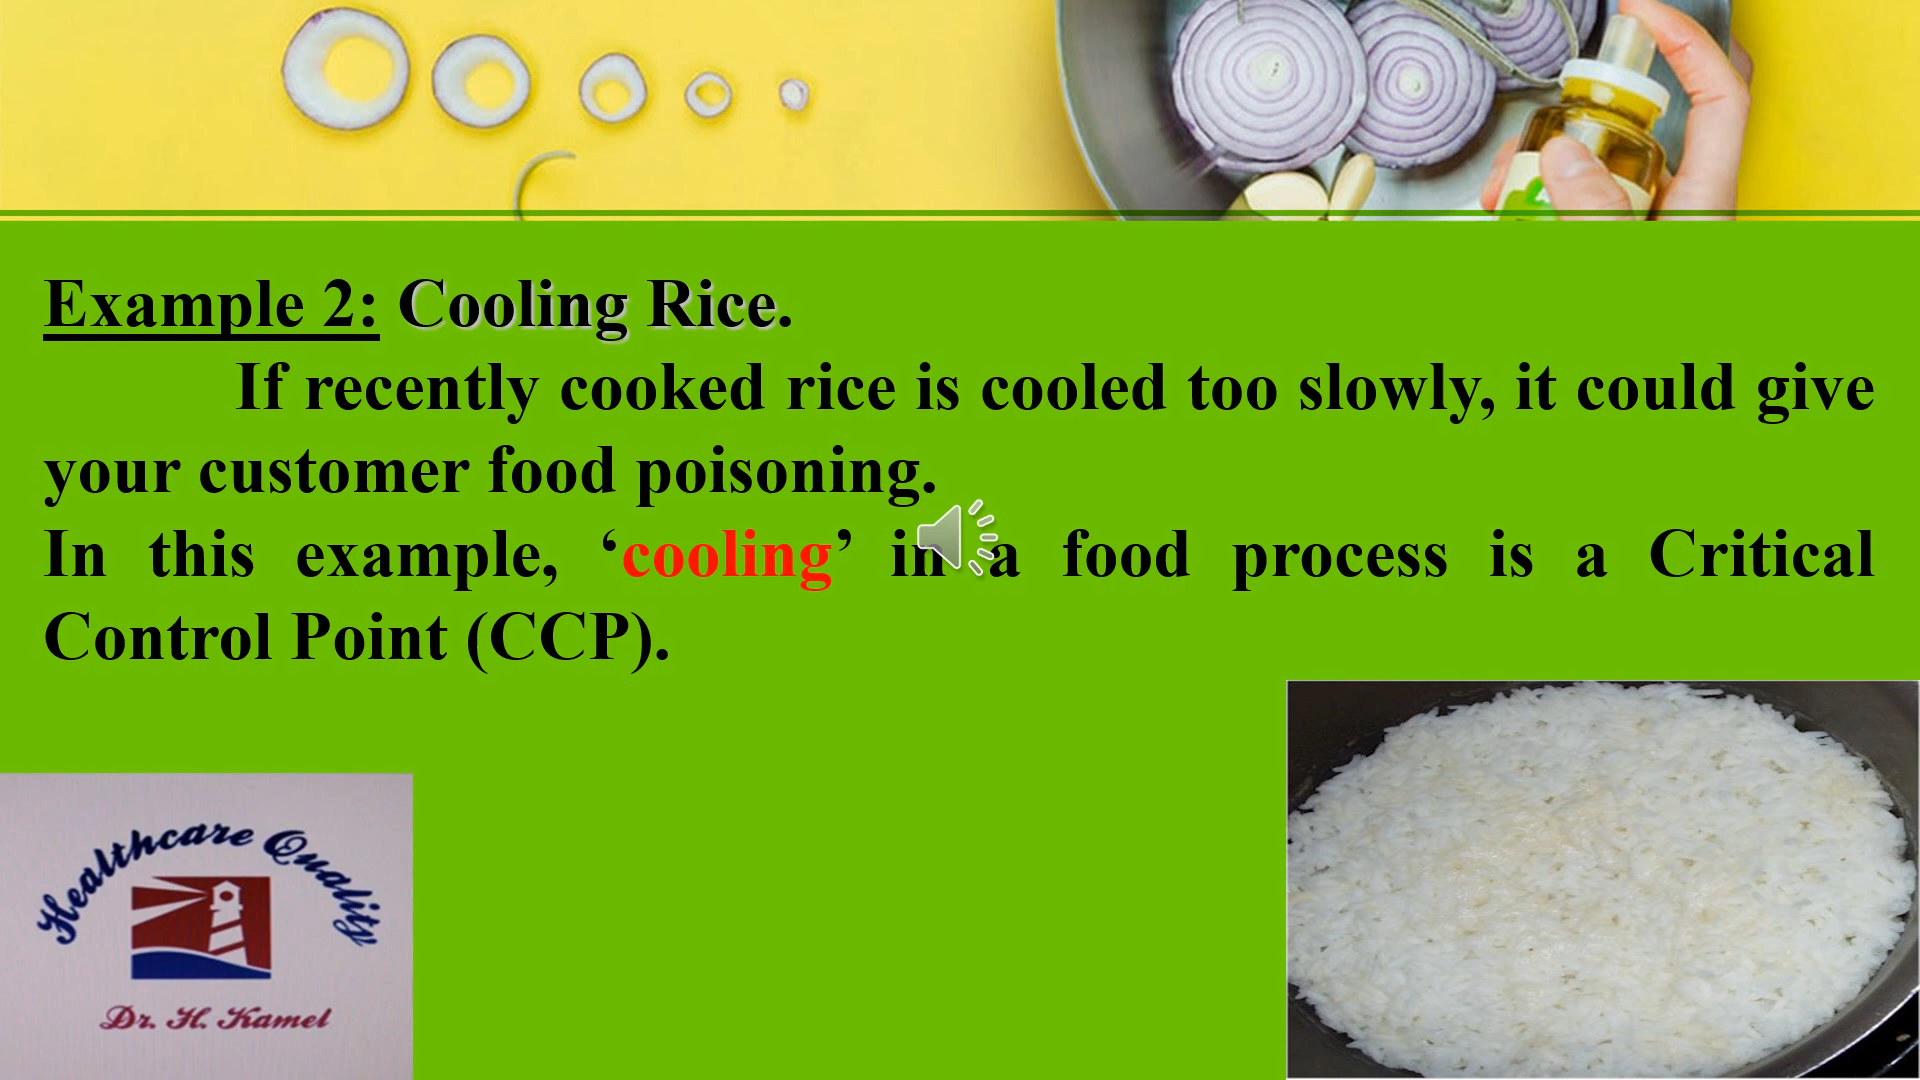 Example 2: Cooling Rice.
If recently cooked rice is cooled too slowly, it could give
your customer food poisoning.
In this example, ‘cooling’ in a food process is a Critical
Control Point (CCP).
Healthcare Quality
Dr. H. Kamel